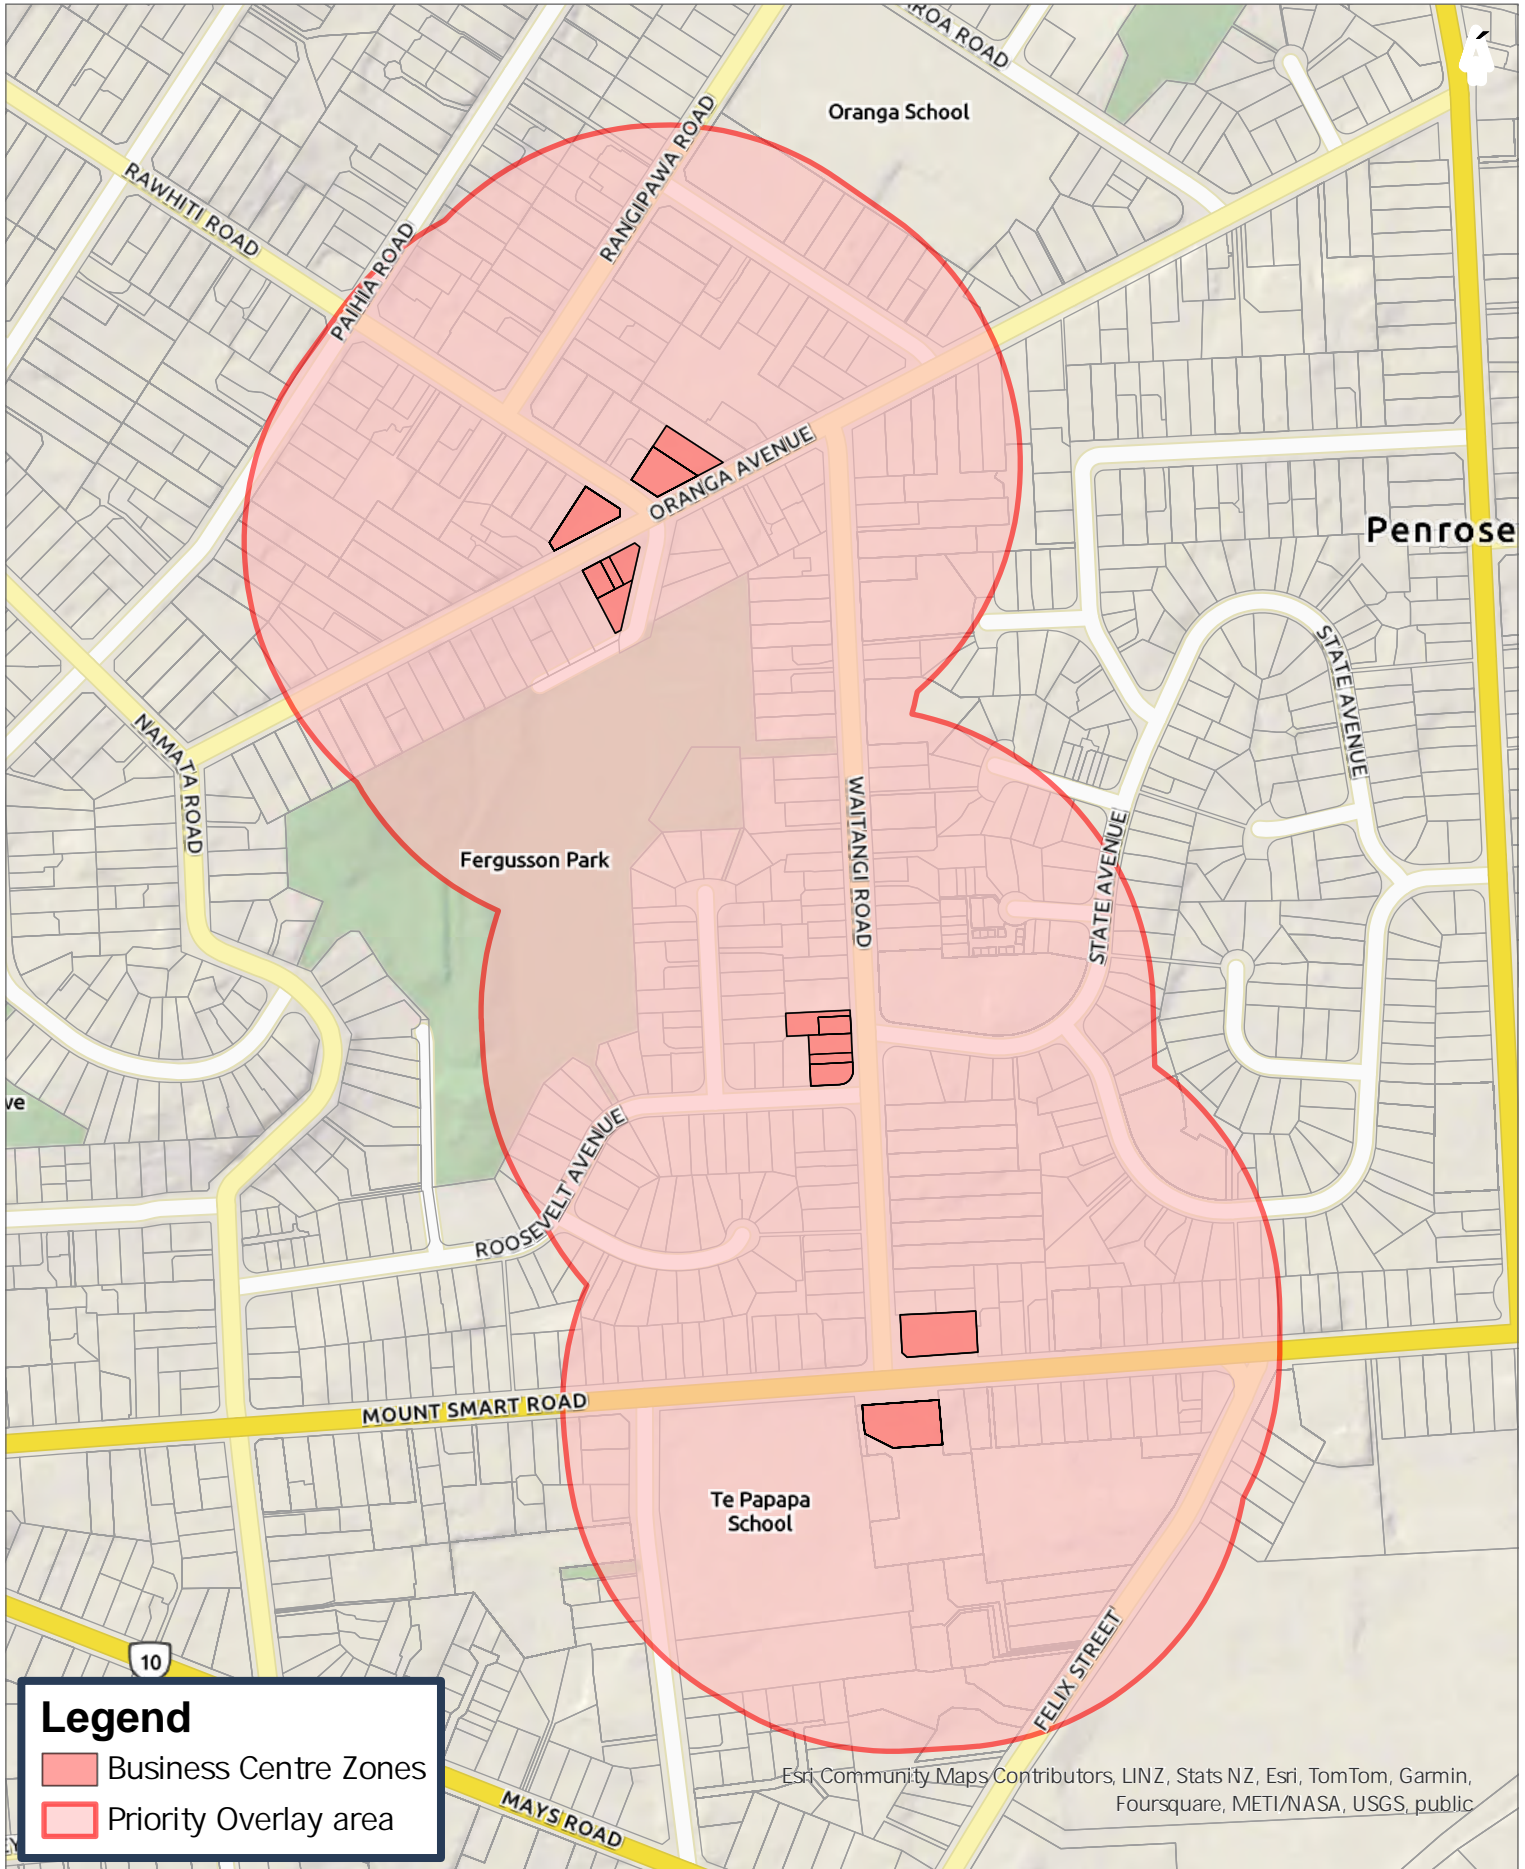 ROA ROAD
Oranga School
RANGIPAWA ROAD
RAWHITI ROAD
PAIHIA ROAD
ORANGA AVENUE
Penrose
STATE AVENUE
NAMATA ROAD
WAITANGI ROAD
Fergusson Park
STATE AVENUE
ve
ROOSEVELT AVENUE
MOUNT SMART ROAD
Te Papapa
School
FELIX STREET
10
Legend
Business Centre Zones
Priority Overlay area
MAYS ROAD
Esri Community Maps Contributors, LINZ, Stats NZ, Esri, TomTom, Garmin,
Foursquare, METI/NASA, USGS, public